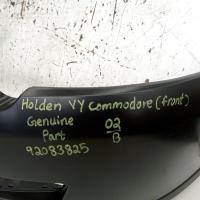 Holden VY Commodore (front)
Genuine 02
Part B
92083825